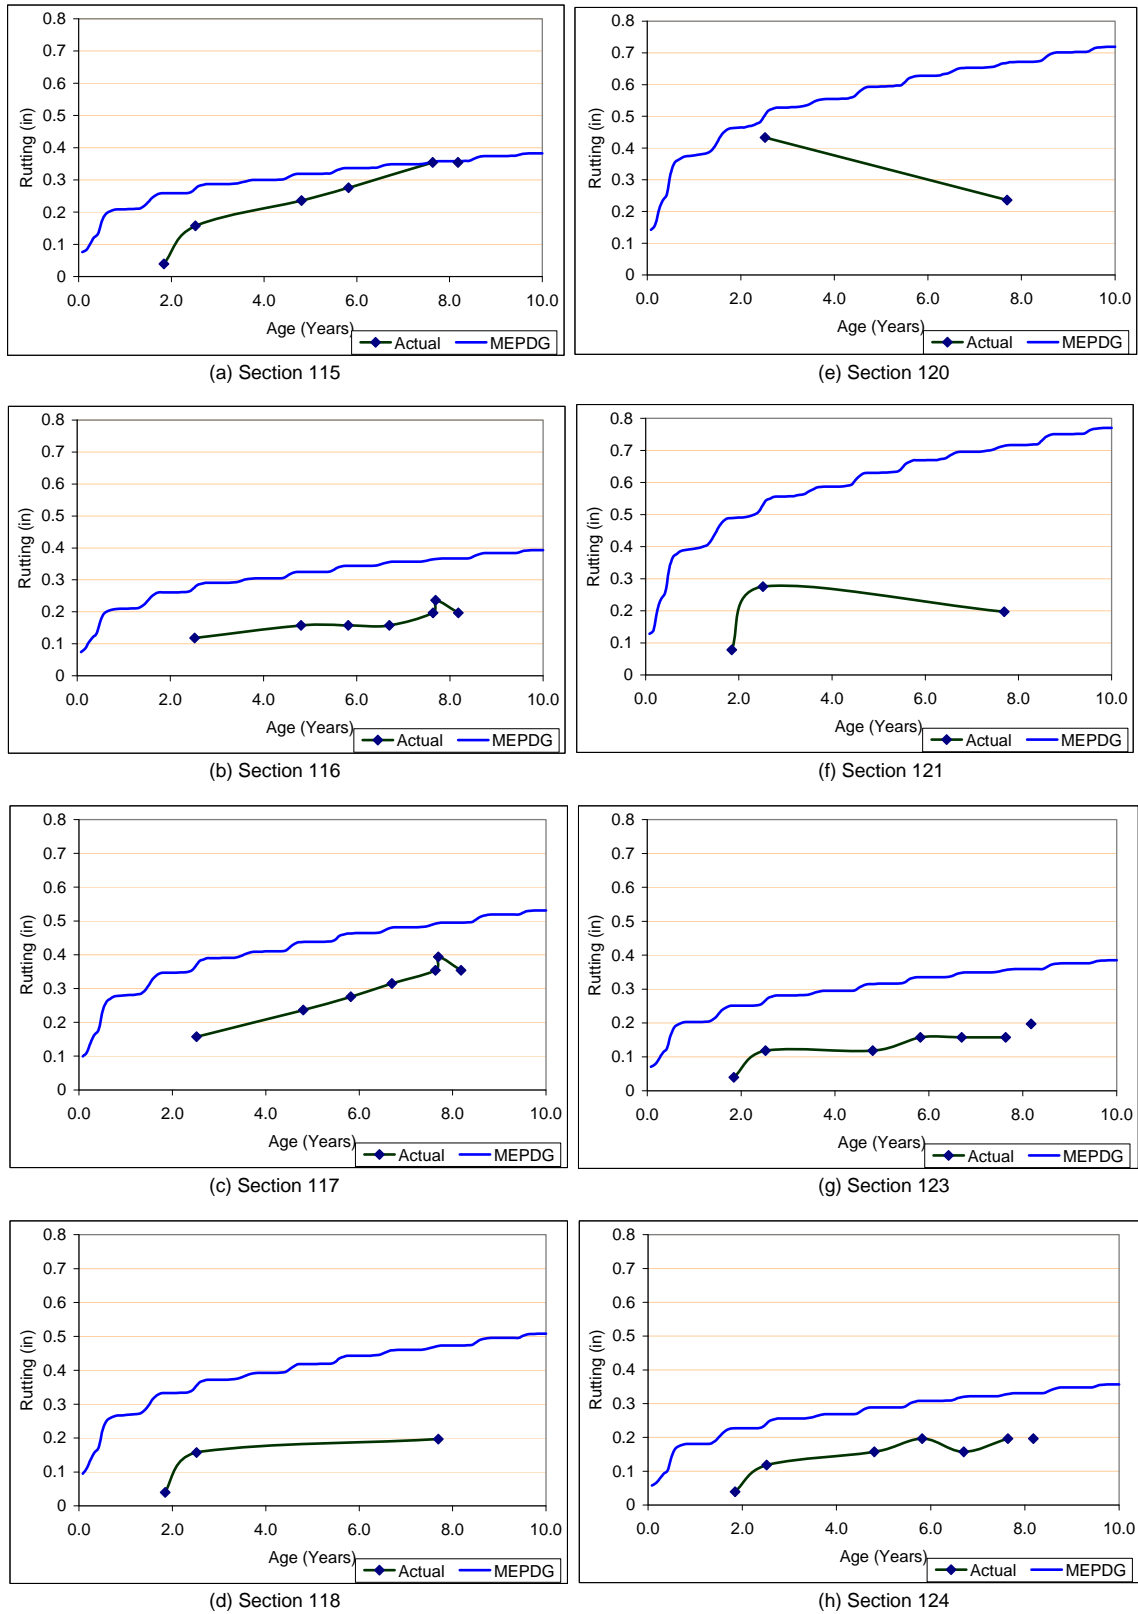 0.8
0.7
0.6
0.5
0.4
0.3
0.2
0.1
0
Rutting (in)
0.0 2.0 4.0 6.0 8.0 10.0
Age (Years)
Actual MEPDG
(a) Section 115
0.8
0.7
0.6
0.5
0.4
0.3
0.2
0.1
0
Rutting (in)
0.0 2.0 4.0 6.0 8.0 10.0
Age (Years)
Actual MEPDG
(e) Section 120
0.8
0.7
0.6
0.5
0.4
0.3
0.2
0.1
0
Rutting (in)
0.0 2.0 4.0 6.0 8.0 10.0
Age (Years)
Actual MEPDG
(b) Section 116
0.8
0.7
0.6
0.5
0.4
0.3
0.2
0.1
0
Rutting (in)
0.0 2.0 4.0 6.0 8.0 10.0
Age (Years)
Actual MEPDG
(f) Section 121
0.8
0.7
0.6
0.5
0.4
0.3
0.2
0.1
0
Rutting (in)
0.0 2.0 4.0 6.0 8.0 10.0
Age (Years)
Actual MEPDG
(c) Section 117
0.8
0.7
0.6
0.5
0.4
0.3
0.2
0.1
0
Rutting (in)
0.0 2.0 4.0 6.0 8.0 10.0
Age (Years)
Actual MEPDG
(g) Section 123
0.8
0.7
0.6
0.5
0.4
0.3
0.2
0.1
0
Rutting (in)
0.0 2.0 4.0 6.0 8.0 10.0
Age (Years)
Actual MEPDG
(d) Section 118
0.8
0.7
0.6
0.5
0.4
0.3
0.2
0.1
0
Rutting (in)
0.0 2.0 4.0 6.0 8.0 10.0
Age (Years)
Actual MEPDG
(h) Section 124